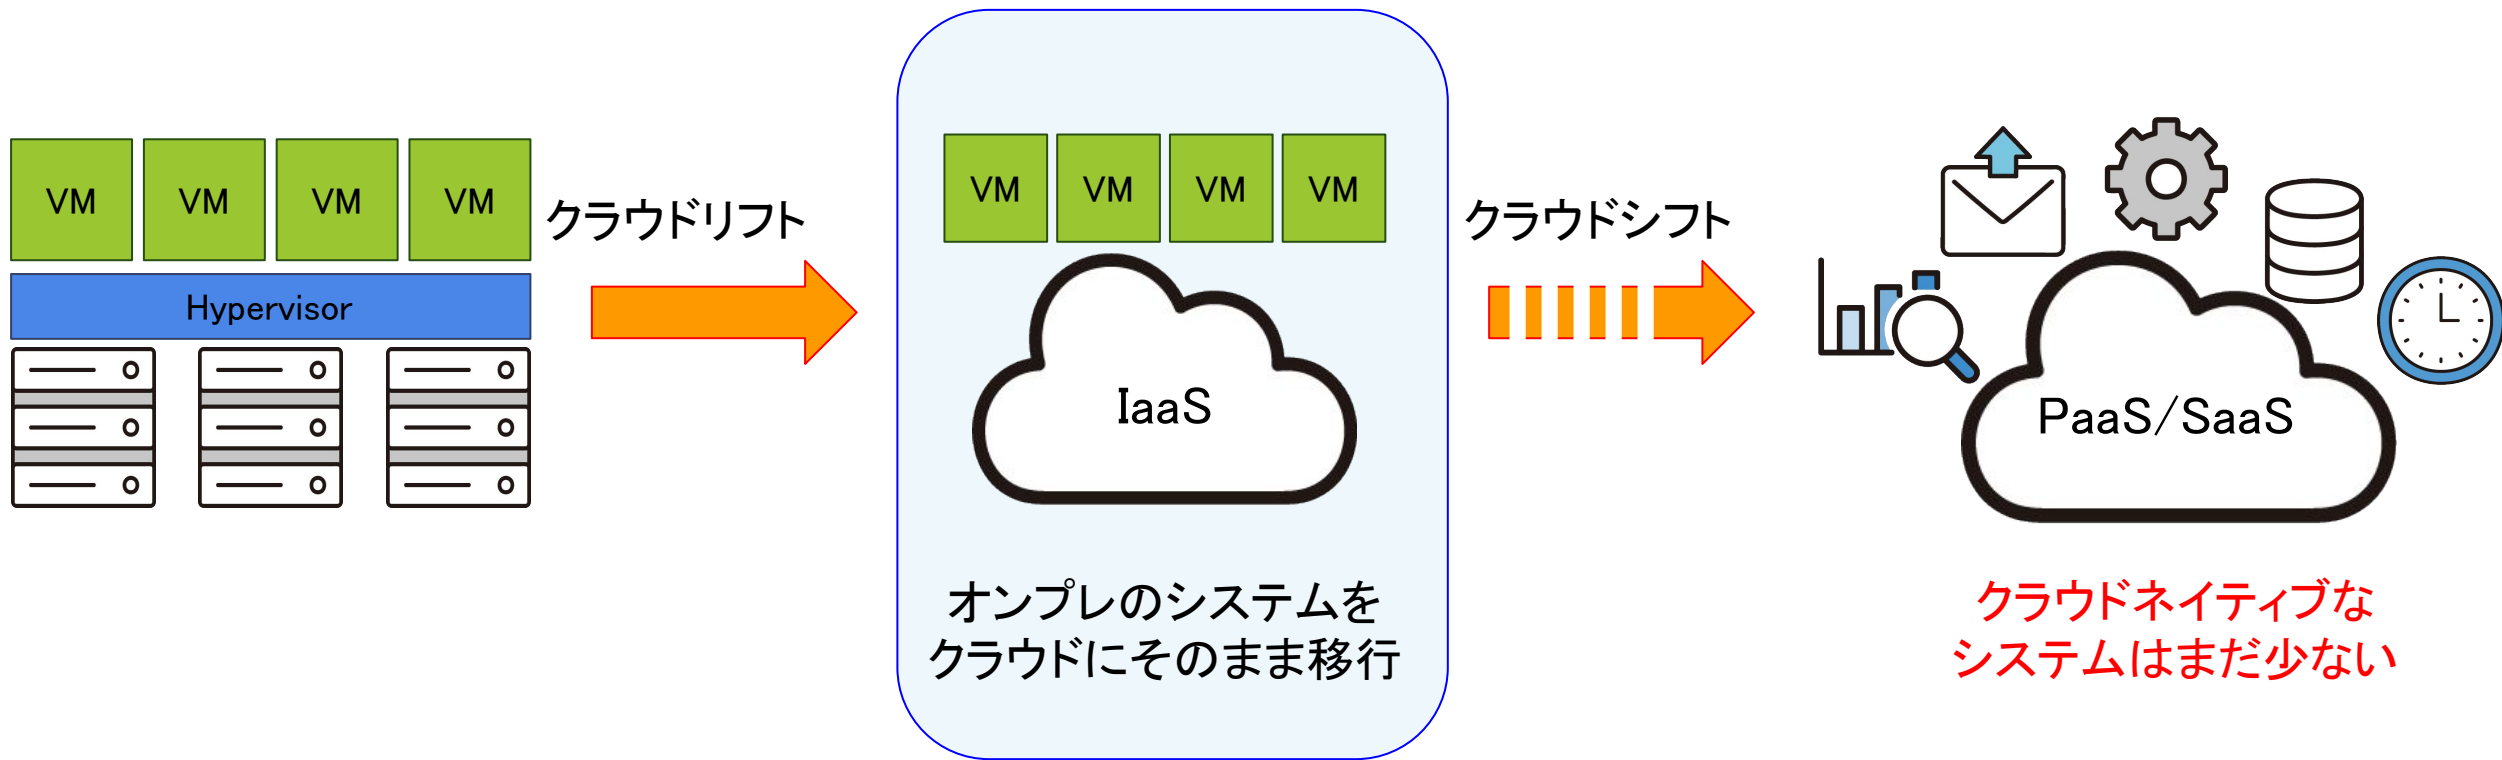 VM
VM
VM
VM
Hypervisor
クラウドリフト
VM
VM
VM
VM
IaaS
オンプレのシステムを
クラウドにそのまま移行
クラウドシフト
PaaS/SaaS
クラウドネイティブな
システムはまだ少ない